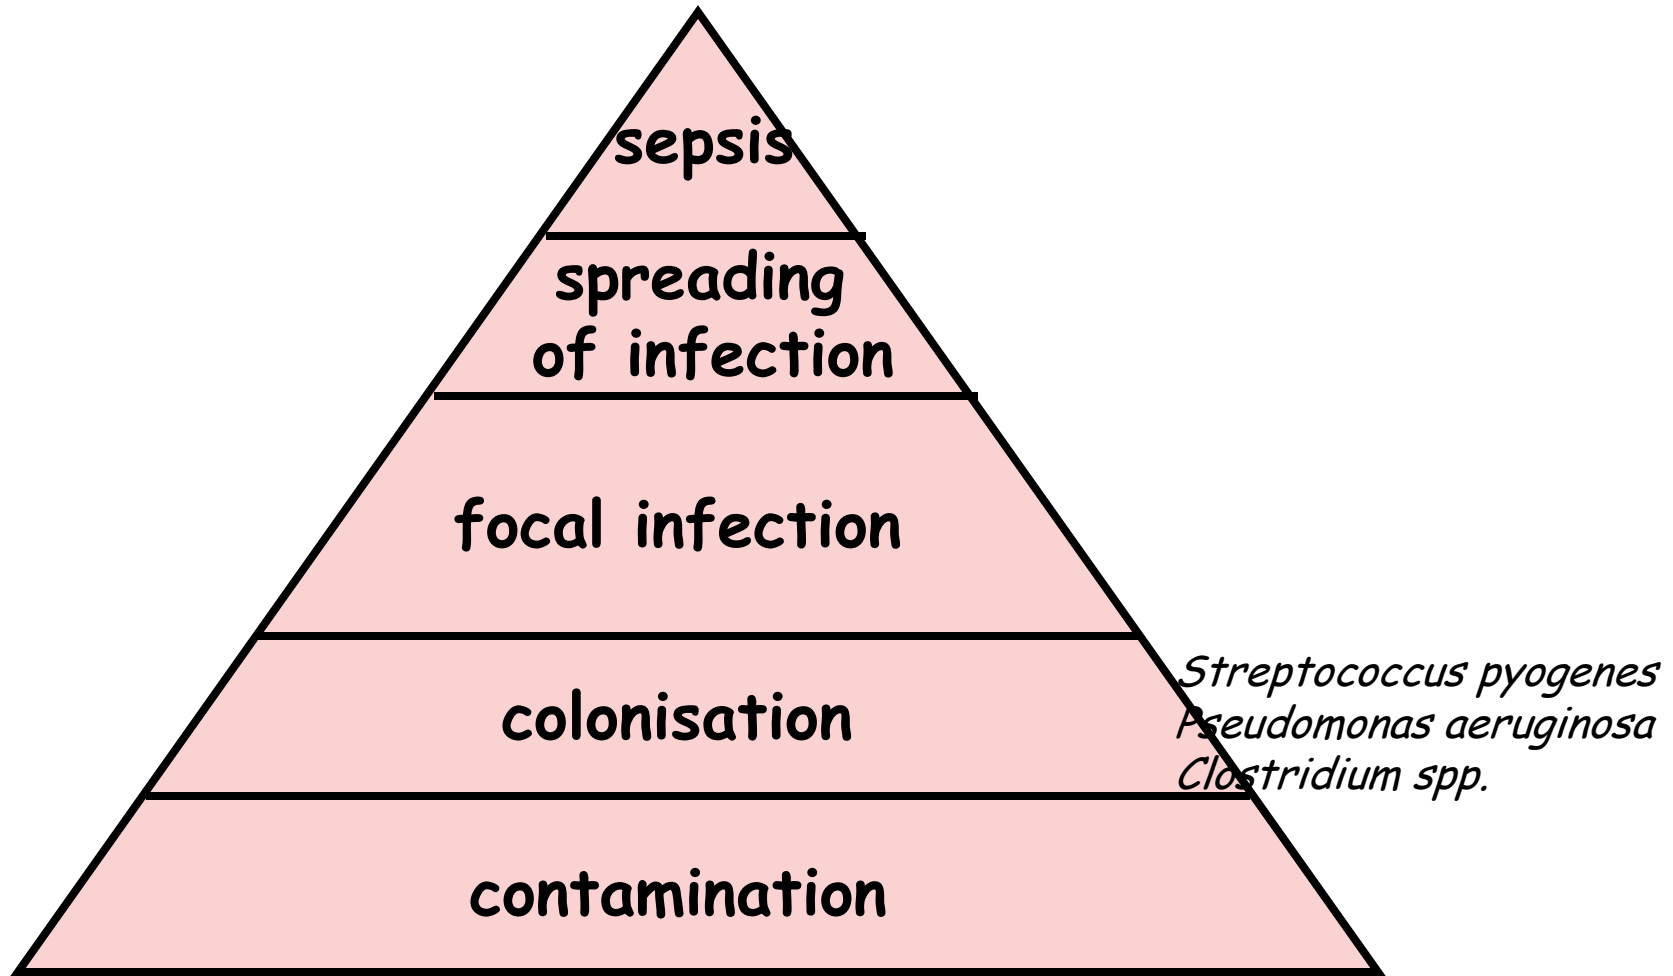 sepsis
spreading
of infection
focal infection
colonisation
Streptococcus pyogenes
Pseudomonas aeruginosa
Clostridium spp.
contamination